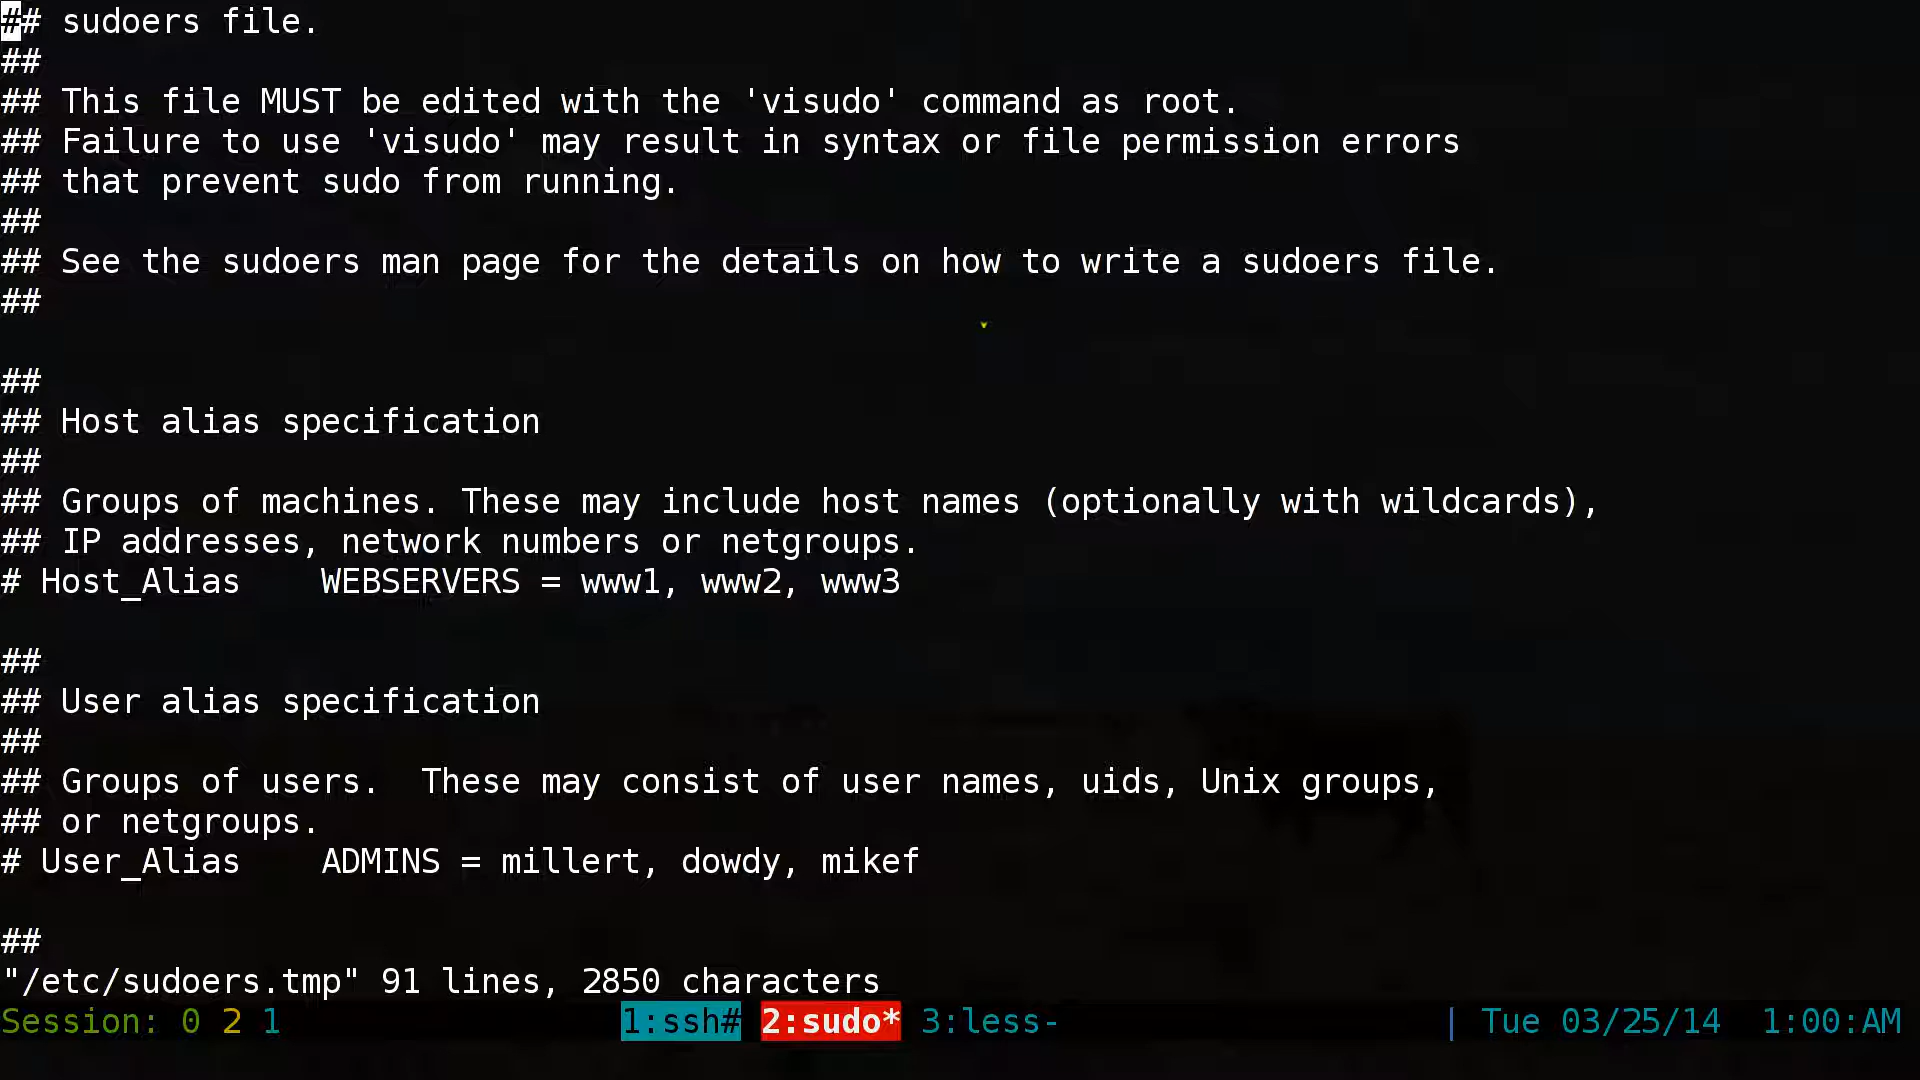 ## sudoers file.
##
## This file MUST be edited with the 'visudo' command as root.
## Failure to use 'visudo' may result in syntax or file permission errors
## that prevent sudo from running.
##
## See the sudoers man page for the details on how to write a sudoers file.
##
##
## Host alias specification
##
## Groups of machines. These may include host names (optionally with wildcards),
## IP addresses, network numbers or netgroups.
# Host_Alias    WEBSERVERS = www1, www2, www3
##
## User alias specification
##
## Groups of users.  These may consist of user names, uids, Unix groups,
## or netgroups.
# User_Alias    ADMINS = millert, dowdy, mikef
##
"/etc/sudoers.tmp" 91 lines, 2850 characters
Session: 0 2 1 1:ssh# 2:sudo* 3:less- | Tue 03/25/14  1:00:AM